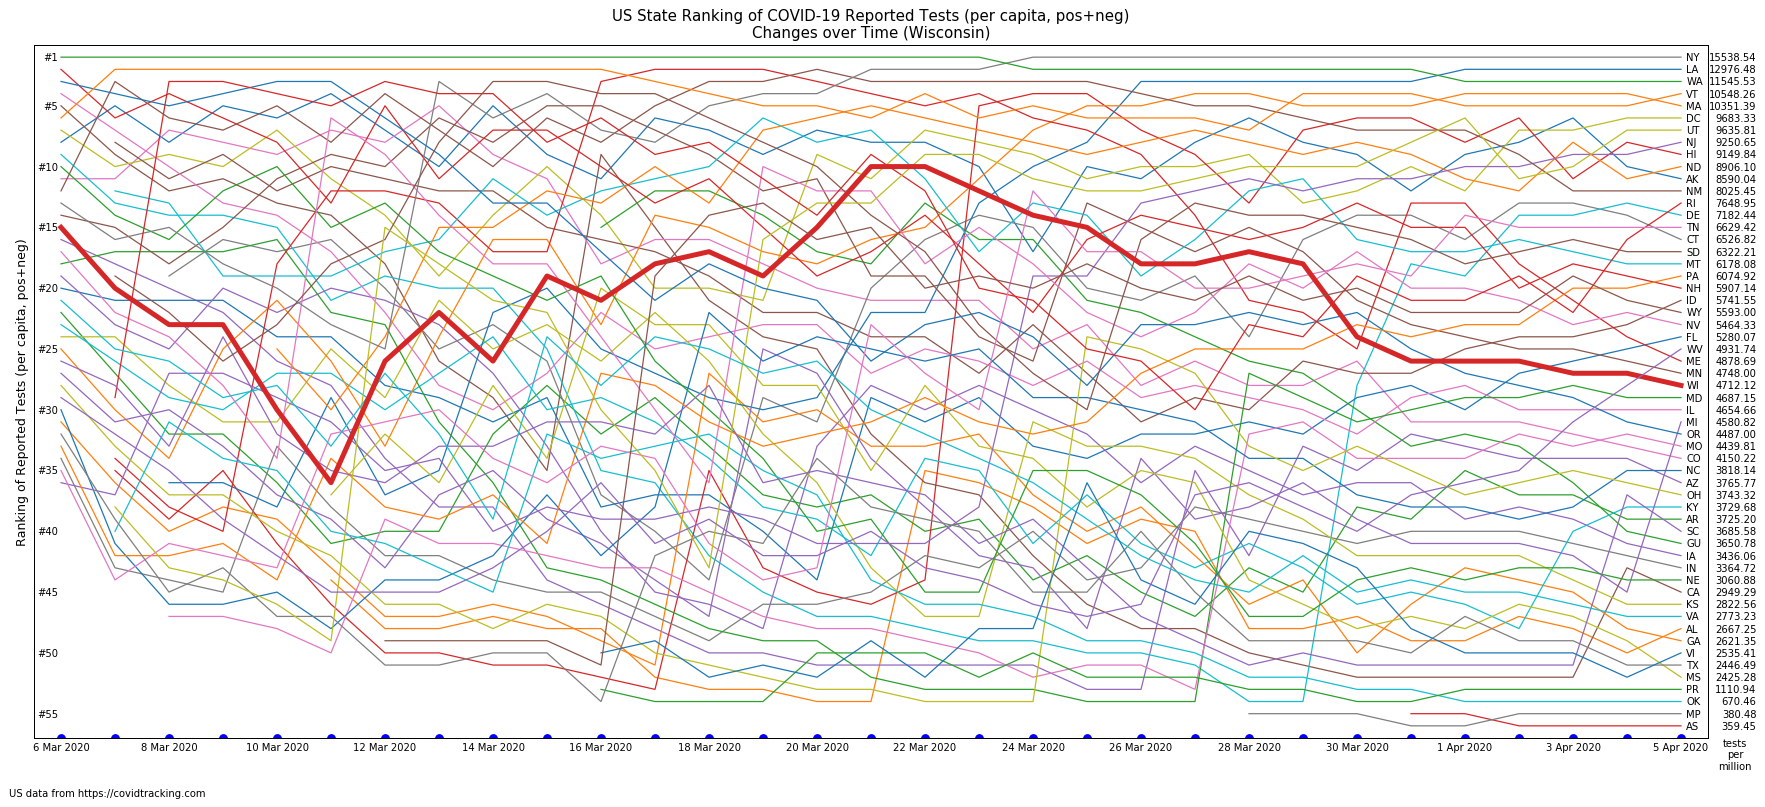 US State Ranking of COVID-19 Reported Tests (per capita, pos+neg)
Changes over Time (Wisconsin)
Ranking of Reported Tests (per capita, pos+neg)
#1
#5
#10
#15
#20
#25
#30
#35
#40
#45
#50
#55
NY 15538.54
LA 12976.48
WA 11545.53
VT 10548.26
MA 10351.39
DC 9683.33
UT 9635.81
NJ 9250.65
HI 9149.84
ND 8906.10
AK 8590.04
NM 8025.45
RI 7648.95
DE 7182.44
TN 6629.42
CT 6526.82
SD 6322.21
MT 6178.08
PA 6074.92
NH 5907.14
ID 5741.55
WY 5593.00
NV 5464.33
FL 5280.07
WV 4931.74
ME 4878.69
MN 4748.00
WI 4712.12
MD 4687.15
IL 4654.66
MI 4580.82
OR 4487.00
MO 4439.81
CO 4150.22
NC 3818.14
AZ 3765.77
OH 3743.32
KY 3729.68
AR 3725.20
SC 3685.58
GU 3650.78
IA 3436.06
IN 3364.72
NE 3060.88
CA 2949.29
KS 2822.56
VA 2773.23
AL 2667.25
GA 2621.35
VI 2535.41
TX 2446.49
MS 2425.28
PR 1110.94
OK 670.46
MP 380.48
AS 359.45
6 Mar 2020 8 Mar 2020 10 Mar 2020 12 Mar 2020 14 Mar 2020 16 Mar 2020 18 Mar 2020 20 Mar 2020 22 Mar 2020 24 Mar 2020 26 Mar 2020 28 Mar 2020 30 Mar 2020 1 Apr 2020 3 Apr 2020 5 Apr 2020
tests
per
million
US data from https://covidtracking.com